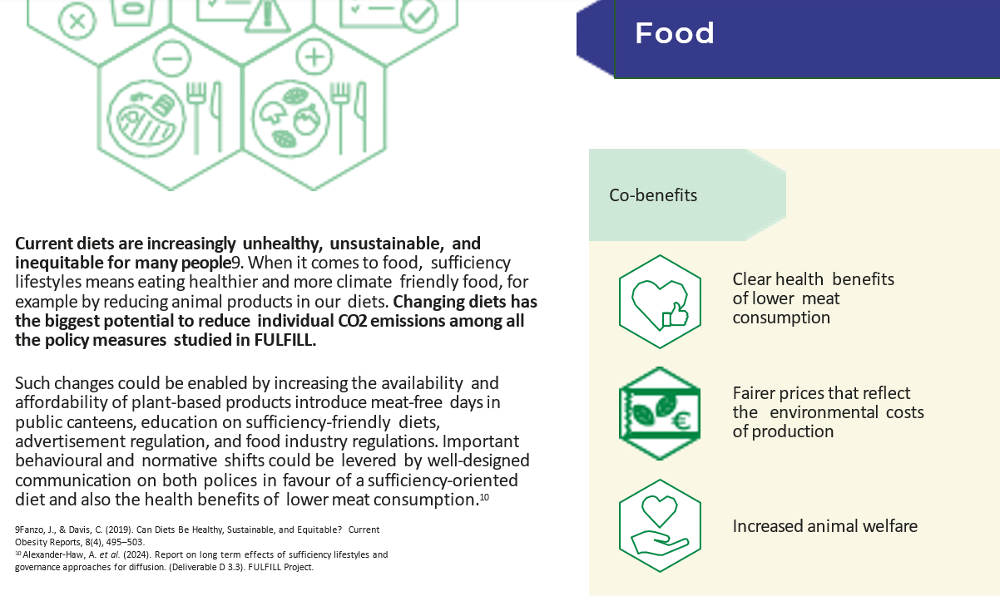 Food
Current diets are increasingly unhealthy, unsustainable, and
inequitable for many people9. When it comes to food, sufficiency
lifestyles means eating healthier and more climate friendly food, for
example by reducing animal products in our diets. Changing diets has
the biggest potential to reduce individual CO2 emissions among all
the policy measures studied in FULFILL.
Such changes could be enabled by increasing the availability and
affordability of plant-based products introduce meat-free days in
public canteens, education on sufficiency-friendly diets,
advertisement regulation, and food industry regulations. Important
behavioural and normative shifts could be levered by well-designed
communication on both polices in favour of a sufficiency-oriented
diet and also the health benefits of lower meat consumption.10
9Fanzo, J., & Davis, C. (2019). Can Diets Be Healthy, Sustainable, and Equitable? Current
Obesity Reports, 8(4), 495–503.
10 Alexander-Haw, A. et al. (2024). Report on long term effects of sufficiency lifestyles and
governance approaches for diffusion. (Deliverable D 3.3). FULFILL Project.
Co-benefits
Clear health benefits
of lower meat
consumption
€
Fairer prices that reflect
the environmental costs
of production
Increased animal welfare